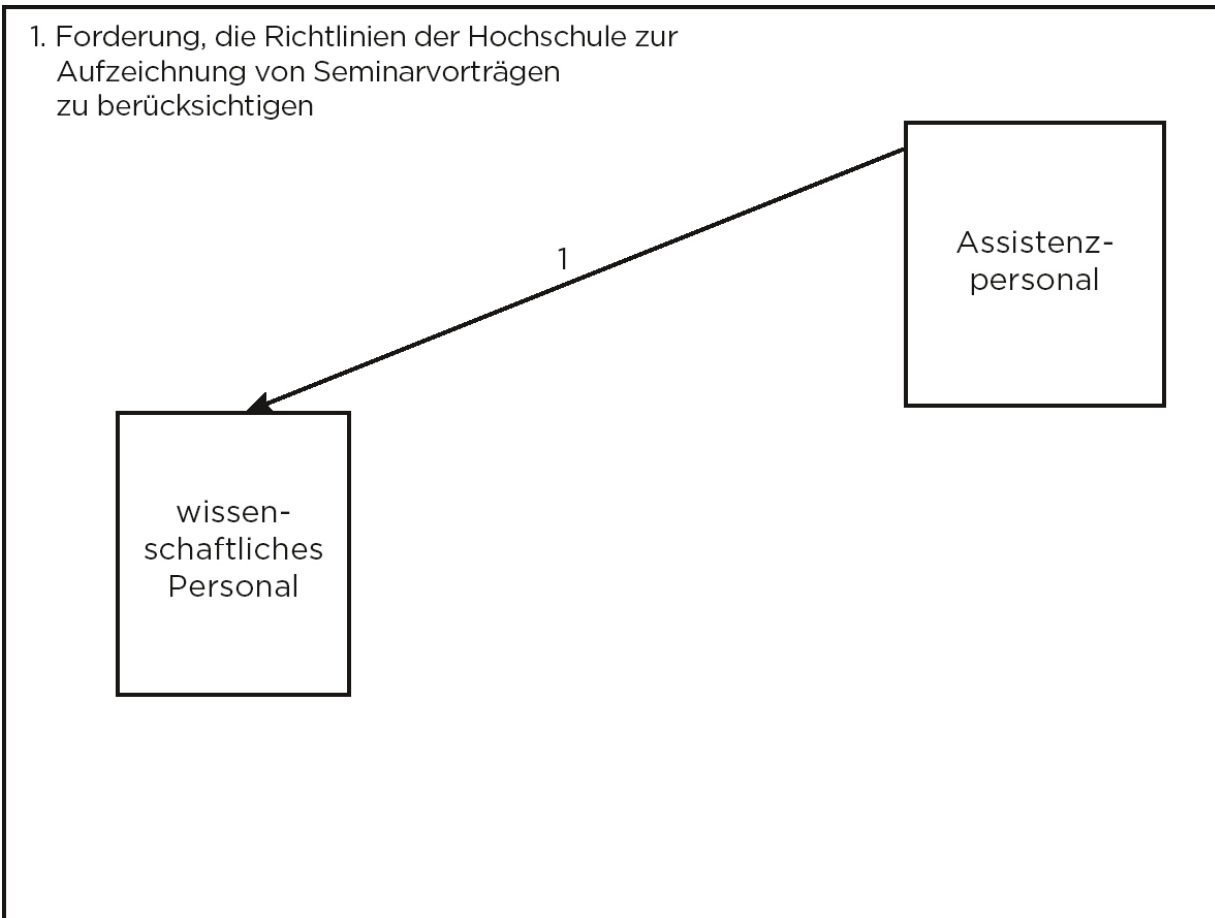 1. Forderung, die Richtlinien der Hochschule zur
Aufzeichnung von Seminarvorträgen
zu berücksichtigen
1
Assistenz-
personal
wissen-
schaftliches
Personal